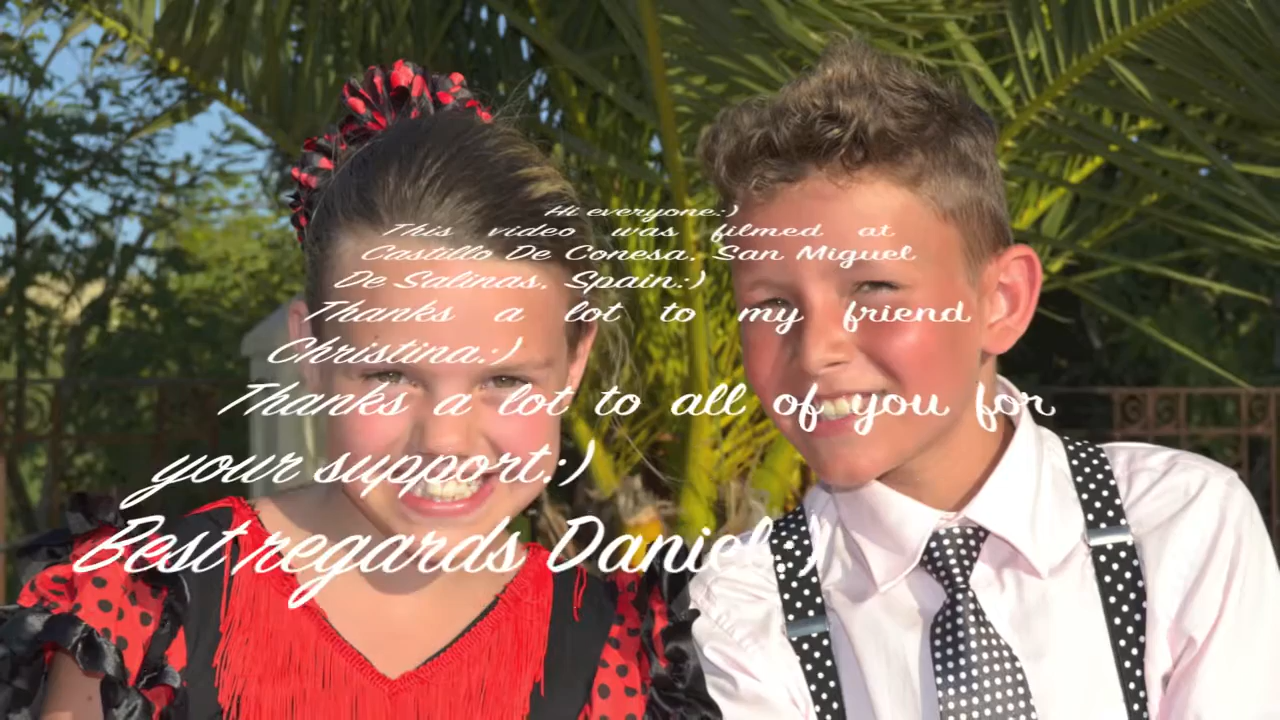 Hi everyone:)
This video was filmed at
Castillo De Conesa, San Miguel
De Salinas, Spain:)
Thanks a lot to my friend
Christina:)
Thanks a lot to all of you for
your support:)
Best regards Daniel:)